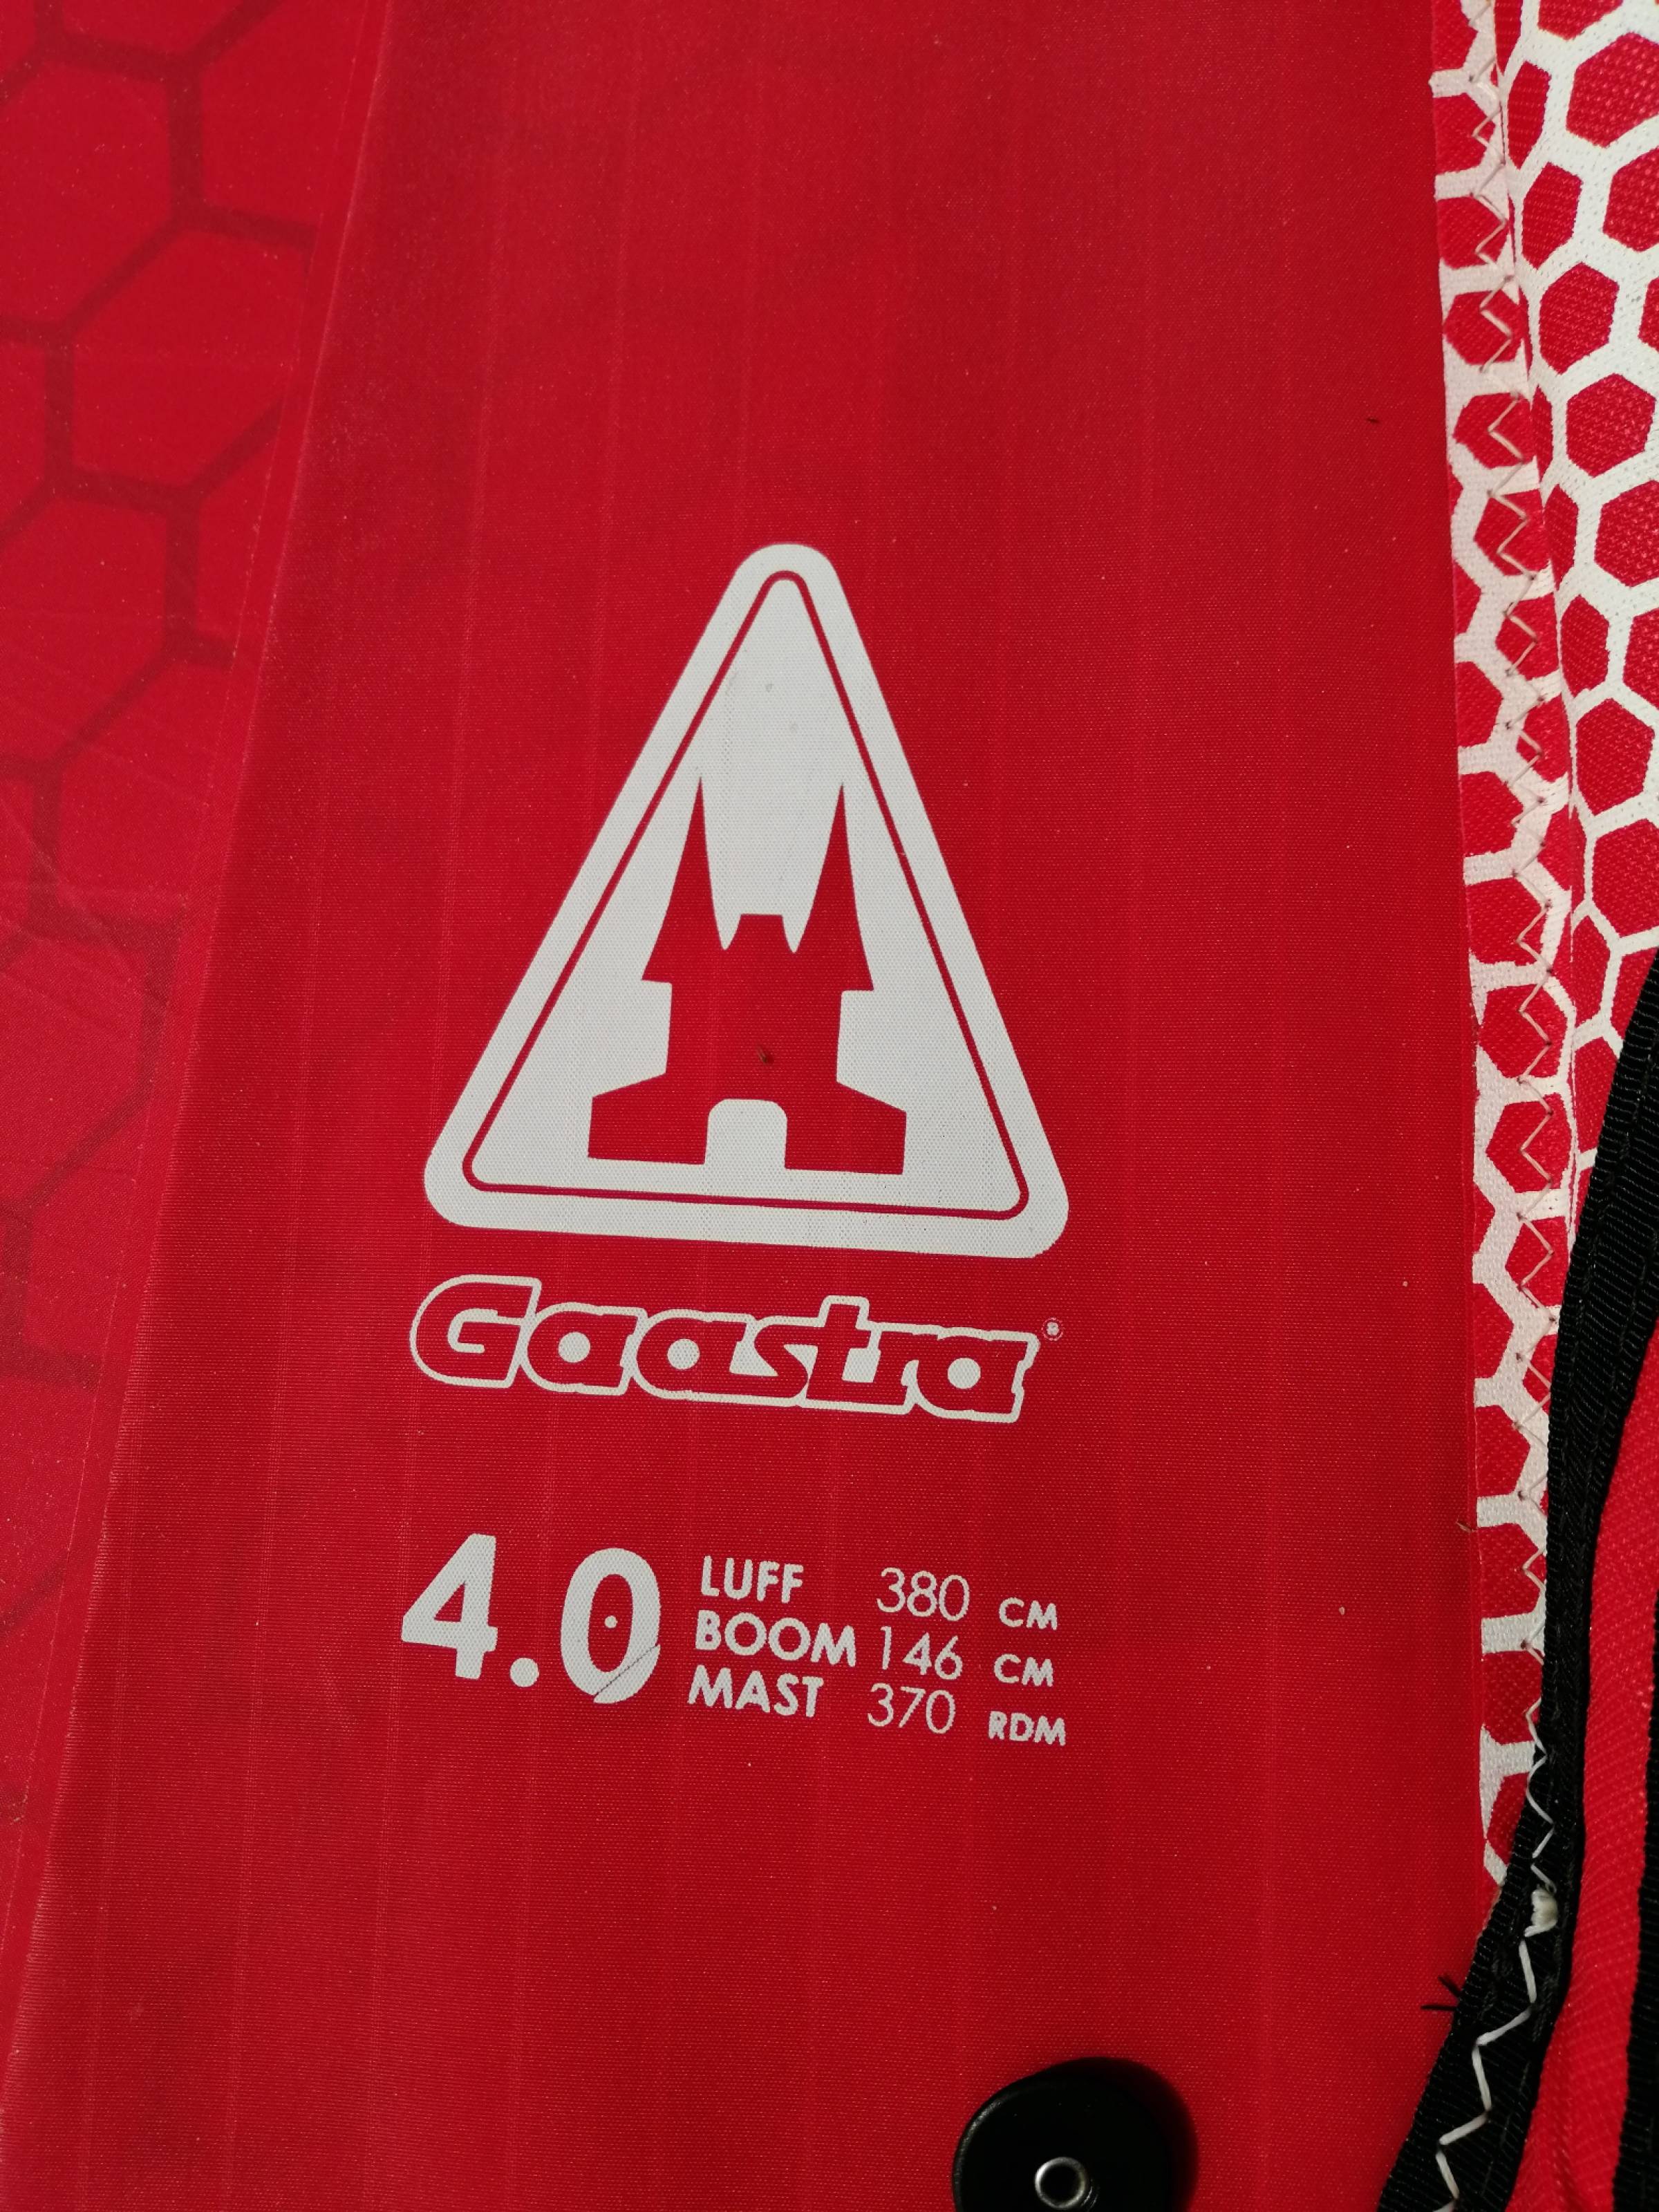 Gaastra®
4.0
LUFF 380 CM
BOOM 146 CM
MAST 370 RDM